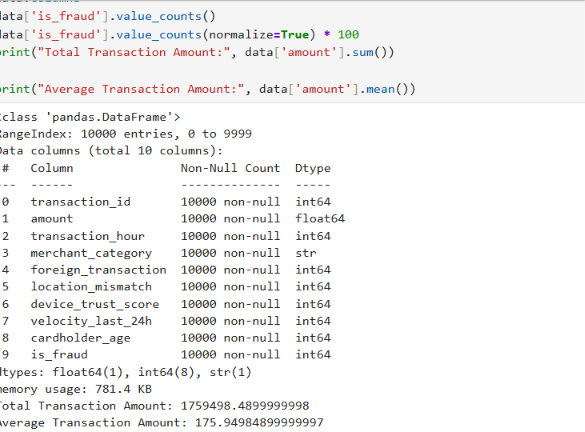 data['is_fraud'].value_counts()
data['is_fraud'].value_counts(normalize=True) * 100
print("Total Transaction Amount:", data['amount'].sum())
print("Average Transaction Amount:", data['amount'].mean())
<class 'pandas.DataFrame'>
RangeIndex: 10000 entries, 0 to 9999
Data columns (total 10 columns):
#   Column               Non-Null Count  Dtype
--- ------               --------------  -----
0   transaction_id       10000 non-null  int64
1   amount               10000 non-null  float64
2   transaction_hour     10000 non-null  int64
3   merchant_category    10000 non-null  str
4   foreign_transaction  10000 non-null  int64
5   location_mismatch    10000 non-null  int64
6   device_trust_score   10000 non-null  int64
7   velocity_last_24h    10000 non-null  int64
8   cardholder_age       10000 non-null  int64
9   is_fraud             10000 non-null  int64
dtypes: float64(1), int64(8), str(1)
memory usage: 781.4 KB
Total Transaction Amount: 1759498.4899999998
Average Transaction Amount: 175.94984899999997